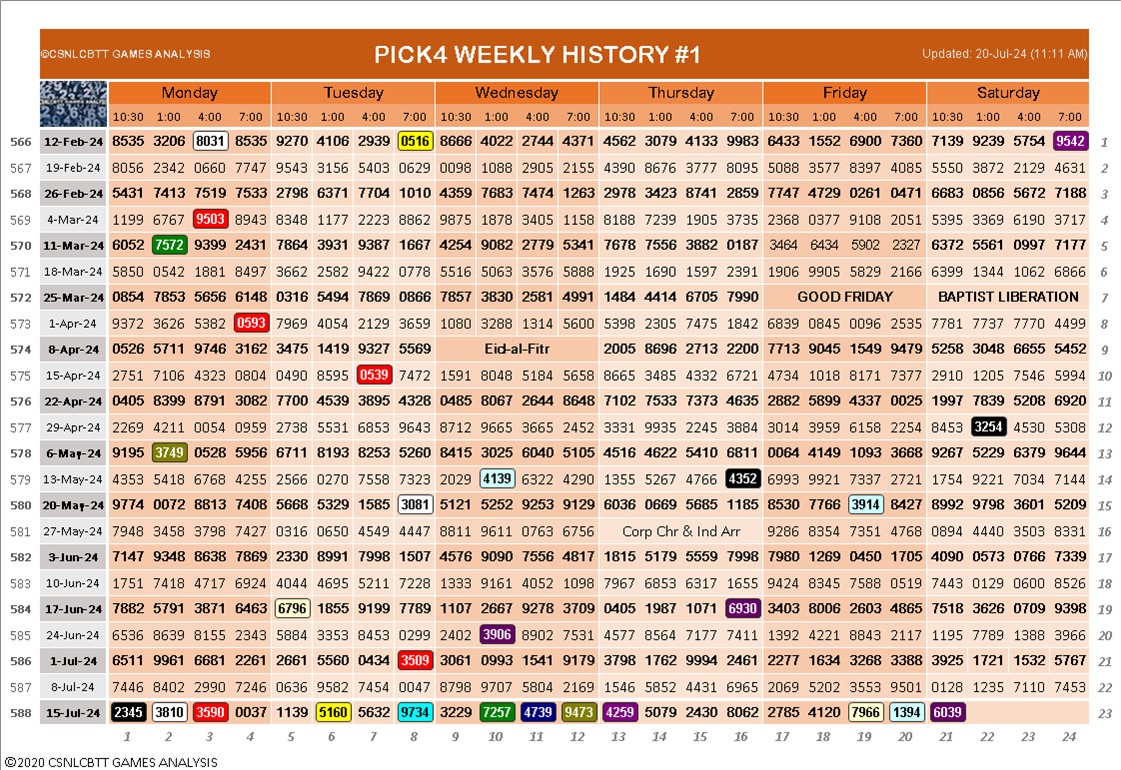 ©CSNLCBTT GAMES ANALYSIS PICK4 WEEKLY HISTORY #1 Updated: 20-Jul-24 (11:11 AM)
Monday Tuesday Wednesday Thursday Friday Saturday
10:30 1:00 4:00 7:00 10:30 1:00 4:00 7:00 10:30 1:00 4:00 7:00 10:30 1:00 4:00 7:00 10:30 1:00 4:00 7:00 10:30 1:00 4:00 7:00
566 12-Feb-24 8535 3206 8031 8535 9270 4106 2939 0516 8666 4022 2744 4371 4562 3079 4133 9983 6433 1552 6900 7360 7139 9239 5754 9542 1
567 19-Feb-24 8056 2342 0660 7747 9543 3156 5403 0629 0098 1088 2905 2155 4390 8676 3777 8095 5088 3577 8397 4085 5550 3872 2129 4631 2
568 26-Feb-24 5431 7413 7519 7533 2798 6371 7704 1010 4359 7683 7474 1263 2978 3423 8741 2859 7747 4729 0261 0471 6683 0856 5672 7188 3
569 4-Mar-24 1199 6767 9503 8943 8348 1177 2223 8862 9875 1878 3405 1158 8188 7239 1905 3735 2368 0377 9108 2051 5395 3369 6190 3717 4
570 11-Mar-24 6052 7572 9399 2431 7864 3931 9387 1667 4254 9082 2779 5341 7678 7556 3882 0187 3464 6434 5902 2327 6372 5561 0997 7177 5
571 18-Mar-24 5850 0542 1881 8497 3662 2582 9422 0778 5516 5063 3576 5888 1925 1690 1597 2391 1906 9905 5829 2166 6399 1344 1062 6866 6
572 25-Mar-24 0854 7853 5656 6148 0316 5494 7869 0866 7857 3830 2581 4991 1484 4414 6705 7990 GOOD FRIDAY BAPTIST LIBERATION 7
573 1-Apr-24 9372 3626 5382 0593 7969 4054 2129 3659 1080 3288 1314 5600 5398 2305 7475 1842 6839 0845 0096 2535 7781 7737 7770 4499 8
574 8-Apr-24 0526 5711 9746 3162 3475 1419 9327 5569 Eid-al-Fitr 2005 8696 2713 2200 7713 9045 1549 9479 5258 3048 6655 5452 9
575 15-Apr-24 2751 7106 4323 0804 0490 8595 0539 7472 1591 8048 5184 5658 8665 3485 4332 6721 4734 1018 8171 7377 2910 1205 7546 5994 10
576 22-Apr-24 0405 8399 8791 3082 7700 4539 3895 4328 0485 8067 2644 8648 7102 7533 7373 4635 2882 5899 4337 0025 1997 7839 5208 6920 11
577 29-Apr-24 2269 4211 0054 0959 2738 5531 6853 9643 8712 9665 3665 2452 3331 9935 2245 3884 3014 3959 6158 2254 8453 3254 4530 5308 12
578 6-May-24 9195 3749 0528 5956 6711 8193 8253 5260 8415 3025 6040 5105 4516 4622 5410 6811 0064 4149 1093 3668 9267 5229 6379 9644 13
579 13-May-24 4353 5418 6768 4255 2566 0270 7558 7323 2029 4139 6322 4290 1355 5267 4766 4352 6993 9921 7337 2721 1754 9221 7034 7144 14
580 20-May-24 9774 0072 8813 7408 5668 5329 1585 3081 5121 5252 9253 9129 6036 0669 5685 1185 8530 7766 3914 8427 8992 9798 3601 5209 15
581 27-May-24 7948 3458 3798 7427 0316 0650 4549 4447 8811 9611 0763 6756 Corp Chr & Ind Arr 9286 8354 7351 4768 0894 4440 3503 8331 16
582 3-Jun-24 7147 9348 8638 7869 2330 8991 7998 1507 4576 9090 7556 4817 1815 5179 5559 7998 7980 1269 0450 1705 4090 0573 0766 7339 17
583 10-Jun-24 1751 7418 4717 6924 4044 4695 5211 7228 1333 9161 4052 1098 7967 6853 6317 1655 9424 8345 7588 0519 7443 0129 0600 8526 18
584 17-Jun-24 7882 5791 3871 6463 6796 1855 9199 7789 1107 2667 9278 3709 0405 1987 1071 6930 3403 8006 2603 4865 7518 3626 0709 9398 19
585 24-Jun-24 6536 8639 8155 2343 5884 3353 8453 0299 2402 3906 8902 7531 4577 8564 7177 7411 1392 4221 8843 2117 1195 7789 1388 3966 20
586 1-Jul-24 6511 9961 6681 2261 2661 5560 0434 3509 3061 0993 1541 9179 3798 1762 9994 2461 2277 1634 3268 3388 3925 1721 1532 5767 21
587 8-Jul-24 7446 8402 2990 7246 0636 9582 7454 0047 8798 9707 5804 2169 1546 5852 4431 6965 2069 5202 3553 9501 0128 1235 7110 7453 22
588 15-Jul-24 2345 3810 3590 0037 1139 5160 5632 9734 3229 7257 4739 9473 4259 5079 2430 8062 2785 4120 7966 1394 6039 23
1 2 3 4 5 6 7 8 9 10 11 12 13 14 15 16 17 18 19 20 21 22 23 24
©2020 CSNLCBTT GAMES ANALYSIS